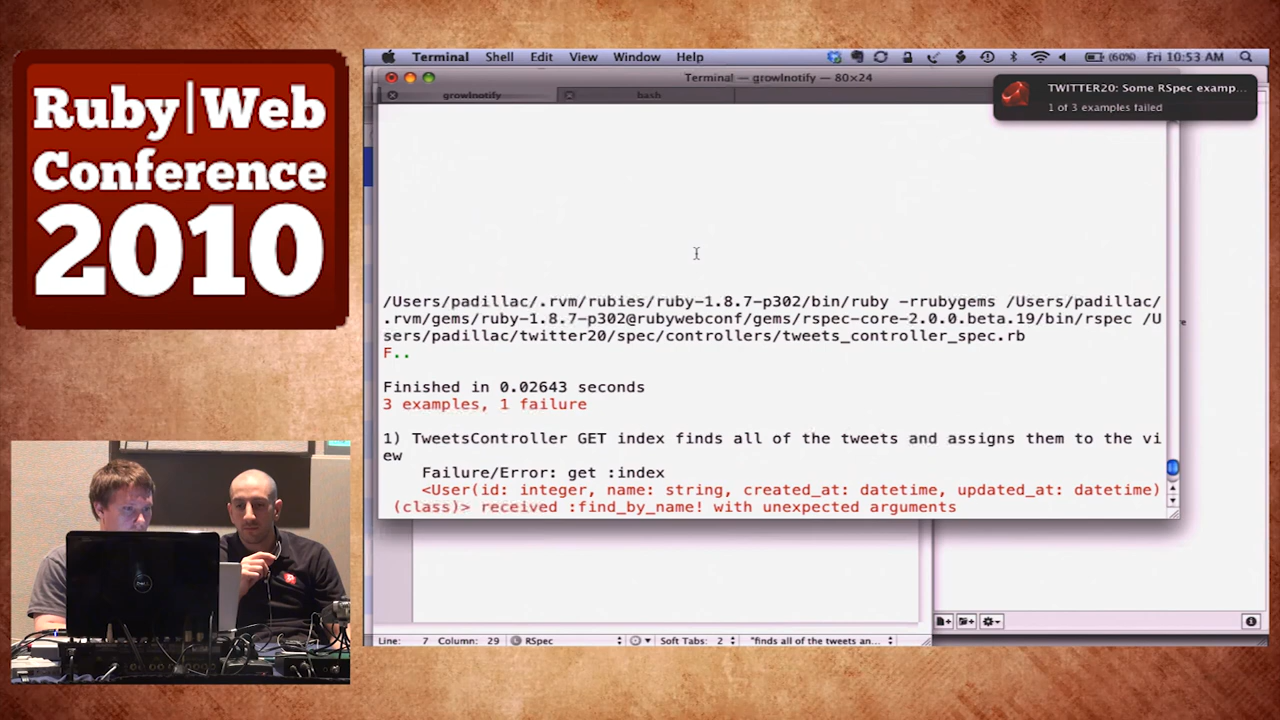 Ruby|Web
Conference
2010
Terminal Shell Edit View Window Help
(60%) Fri 10:53 AM
Terminal — growlnotify — 80×24
growlnotify
bash
TWITTER20: Some RSpec examp...
1 of 3 examples failed
/Users/padillac/.rvm/rubies/ruby-1.8.7-p302/bin/ruby -rrubygems /Users/padillac/
.rvm/gems/ruby-1.8.7-p302@rubywebconf/gems/rspec-core-2.0.0.beta.19/bin/rspec /U
sers/padillac/twitter20/spec/controllers/tweets_controller_spec.rb
F..
Finished in 0.02643 seconds
3 examples, 1 failure
1) TweetsController GET index finds all of the tweets and assigns them to the vi
ew
Failure/Error: get :index
<User(id: integer, name: string, created_at: datetime, updated_at: datetime)
(class)> received :find_by_name! with unexpected arguments
Line: 7 Column: 29 RSpec Soft Tabs: 2 "finds all of the tweets an...